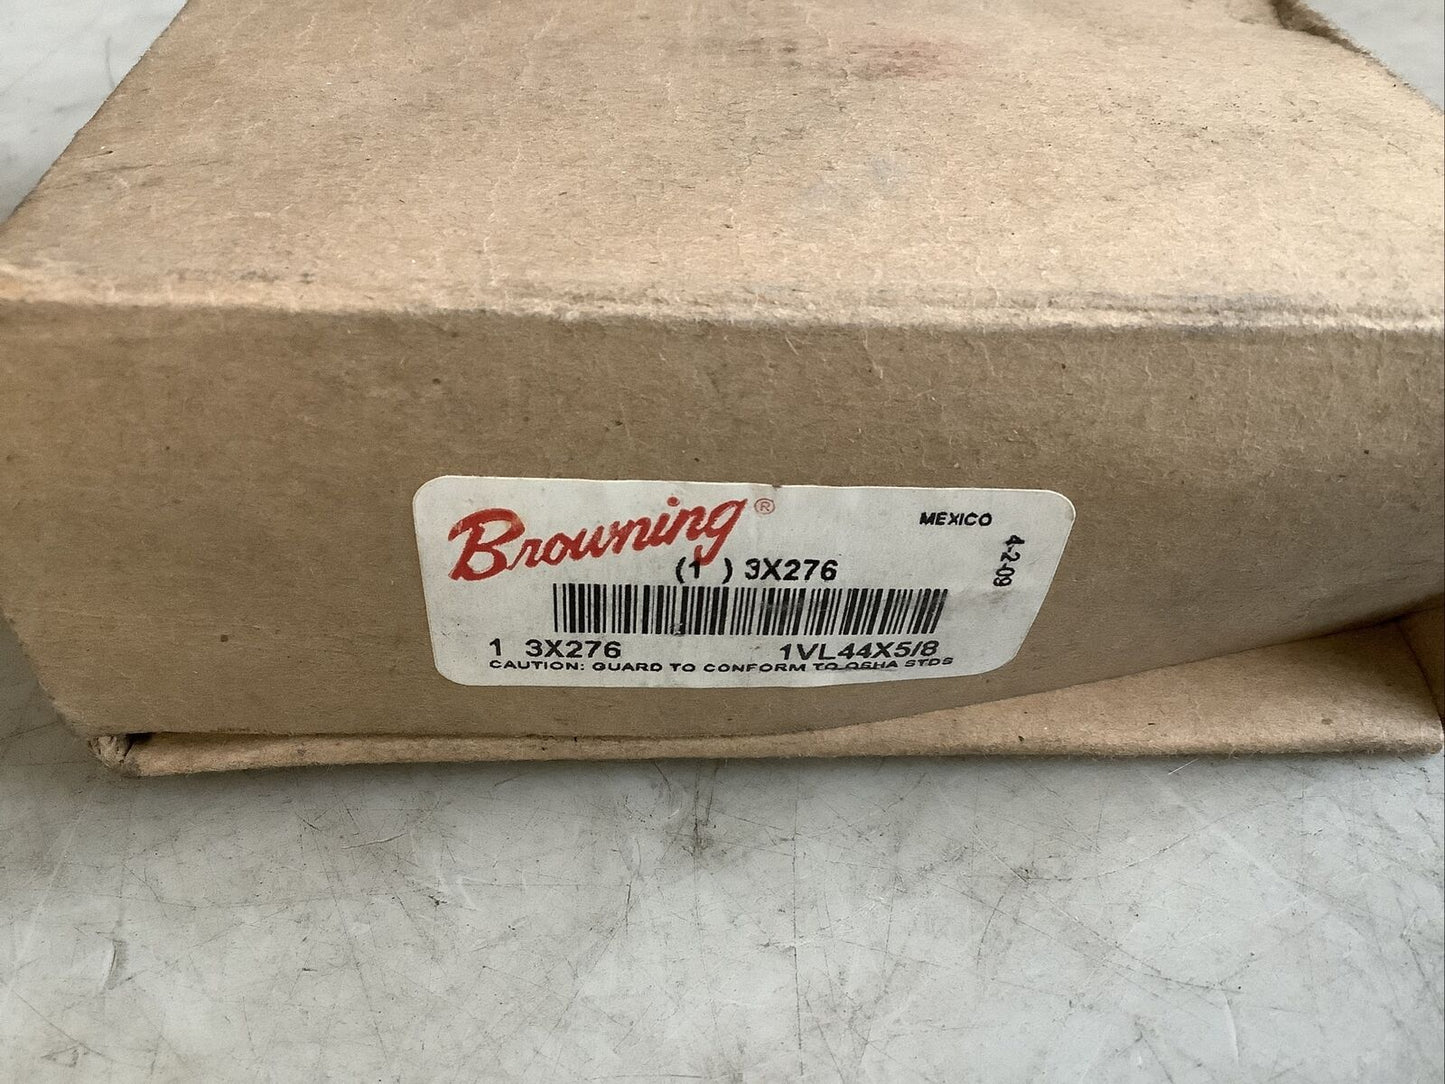 Browning®
MEXICO
4-2-09
(1 ) 3X276
1 3X276 1VL44X5/8
CAUTION: GUARD TO CONFORM TO OSHA STDS